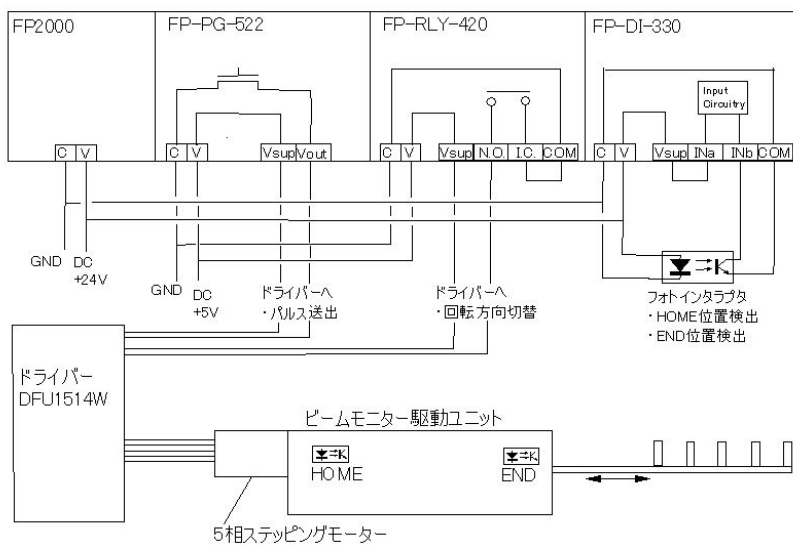 FP2000
FP-PG-522
FP-RLY-420
FP-DI-330
Input
Circuitry
C V
C V
Vsup Vout
C V
Vsup N.O. I.C. COM
C V
Vsup INa INb COM
GND
DC
+24V
GND
DC
+5V
ドライバーへ
・パルス送出
ドライバーへ
・回転方向切替
フォトインタラプタ
・HOME位置検出
・END位置検出
ドライバー
DFU1514W
ビームモニター駆動ユニット
HOME
END
5相ステッピングモーター